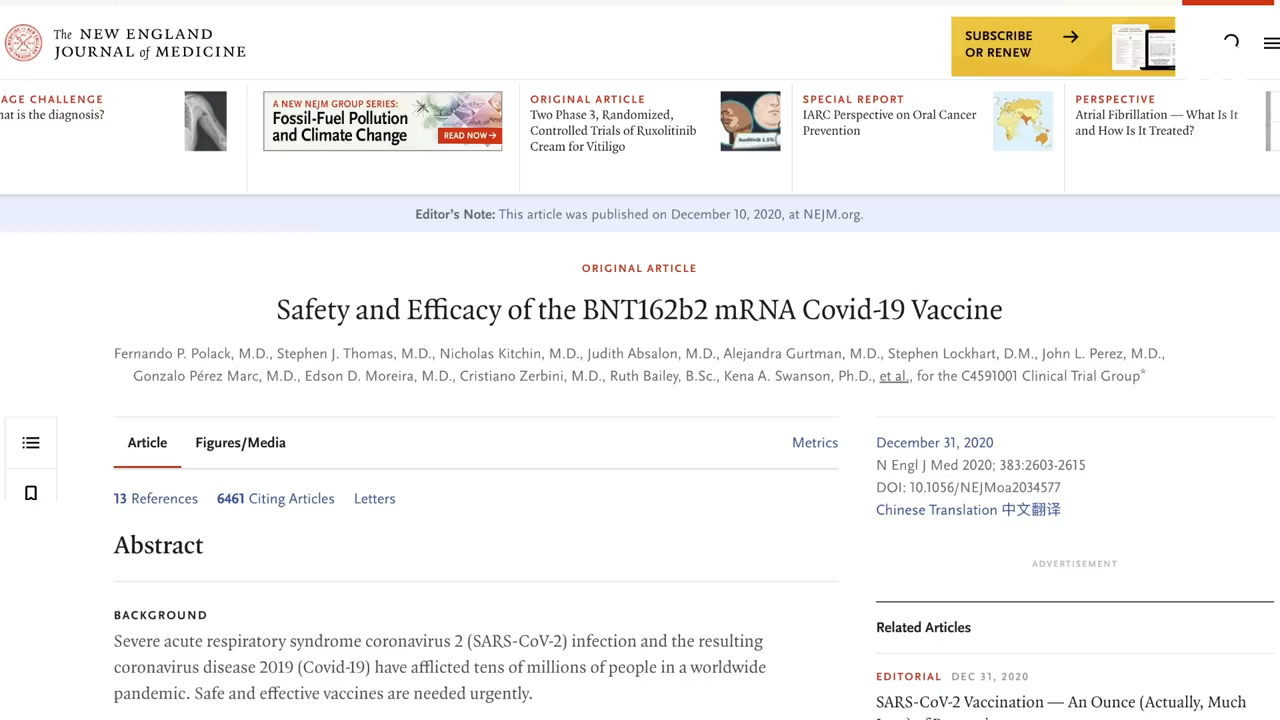 The NEW ENGLAND
JOURNAL of MEDICINE
SUBSCRIBE
OR RENEW
AGE CHALLENGE
hat is the diagnosis?
A NEW NEJM GROUP SERIES:
Fossil-Fuel Pollution
and Climate Change
READ NOW
ORIGINAL ARTICLE
Two Phase 3, Randomized,
Controlled Trials of Ruxolitinib
Cream for Vitiligo
Ruxolitinib 1.5%
SPECIAL REPORT
IARC Perspective on Oral Cancer
Prevention
PERSPECTIVE
Atrial Fibrillation — What Is It
and How Is It Treated?
Editor's Note: This article was published on December 10, 2020, at NEJM.org.
ORIGINAL ARTICLE
Safety and Efficacy of the BNT162b2 mRNA Covid-19 Vaccine
Fernando P. Polack, M.D., Stephen J. Thomas, M.D., Nicholas Kitchin, M.D., Judith Absalon, M.D., Alejandra Gurtman, M.D., Stephen Lockhart, D.M., John L. Perez, M.D.,
Gonzalo Pérez Marc, M.D., Edson D. Moreira, M.D., Cristiano Zerbini, M.D., Ruth Bailey, B.Sc., Kena A. Swanson, Ph.D., et al., for the C4591001 Clinical Trial Group*
Article Figures/Media Metrics
13 References 6461 Citing Articles Letters
Abstract
BACKGROUND
Severe acute respiratory syndrome coronavirus 2 (SARS-CoV-2) infection and the resulting
coronavirus disease 2019 (Covid-19) have afflicted tens of millions of people in a worldwide
pandemic. Safe and effective vaccines are needed urgently.
December 31, 2020
N Engl J Med 2020; 383:2603-2615
DOI: 10.1056/NEJMoa2034577
Chinese Translation 中文翻译
ADVERTISEMENT
Related Articles
EDITORIAL DEC 31, 2020
SARS-CoV-2 Vaccination — An Ounce (Actually, Much